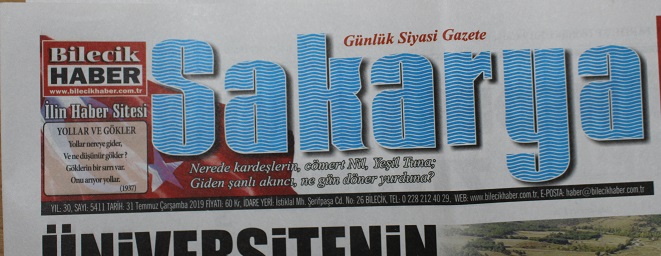 Bilecik
HABER
www.bilecikhaber.com.tr
İlin Haber Sitesi
YOLLAR VE GÖKLER
Yollar nereye gider,
Ve ne düşünür gökler ?
Göklerin bir sırrı var.
Onu arıyor yollar.
(1937)
Günlük Siyasi Gazete
Sakarya
Nerede kardeşlerin, cömert Nil, Yeşil Tuna;
Giden şanlı akıncı, ne gün döner yurduna?
YIL: 30, SAYI: 5411 TARİH: 31 Temmuz Çarşamba 2019 FİYATI: 60 Kr. İDARE YERİ: İstiklal Mh. Şerifpaşa Cd. No: 26 BİLECİK, TEL: 0 228 212 40 29, WEB: www.bilecikhaber.com.tr, E-POSTA: haber@bilecikhaber.com.tr
ÜNİVERSİTENİN